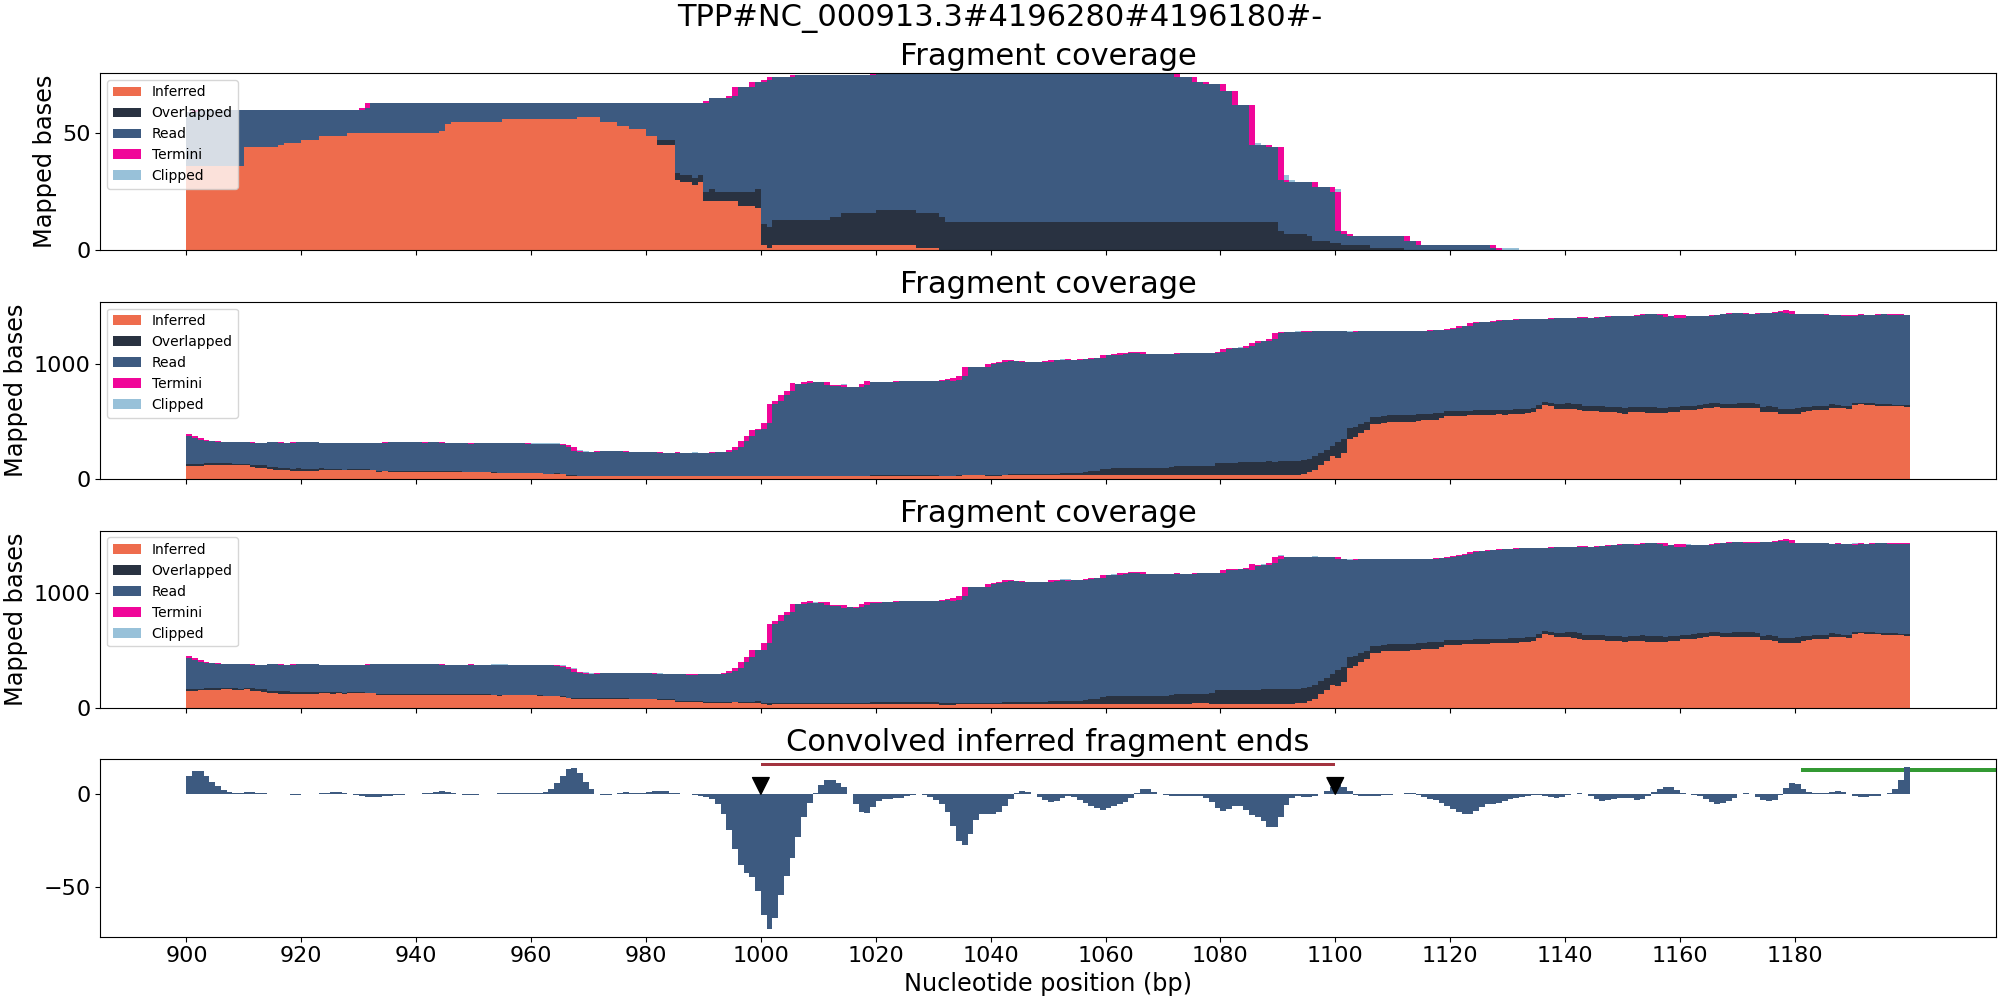 TPP#NC_000913.3#4196280#4196180#-
Fragment coverage
Mapped bases
50
0
Inferred
Overlapped
Read
Termini
Clipped
Fragment coverage
Mapped bases
1000
0
Inferred
Overlapped
Read
Termini
Clipped
Fragment coverage
Mapped bases
1000
0
Inferred
Overlapped
Read
Termini
Clipped
Convolved inferred fragment ends
0
−50
900 920 940 960 980 1000 1020 1040 1060 1080 1100 1120 1140 1160 1180
Nucleotide position (bp)